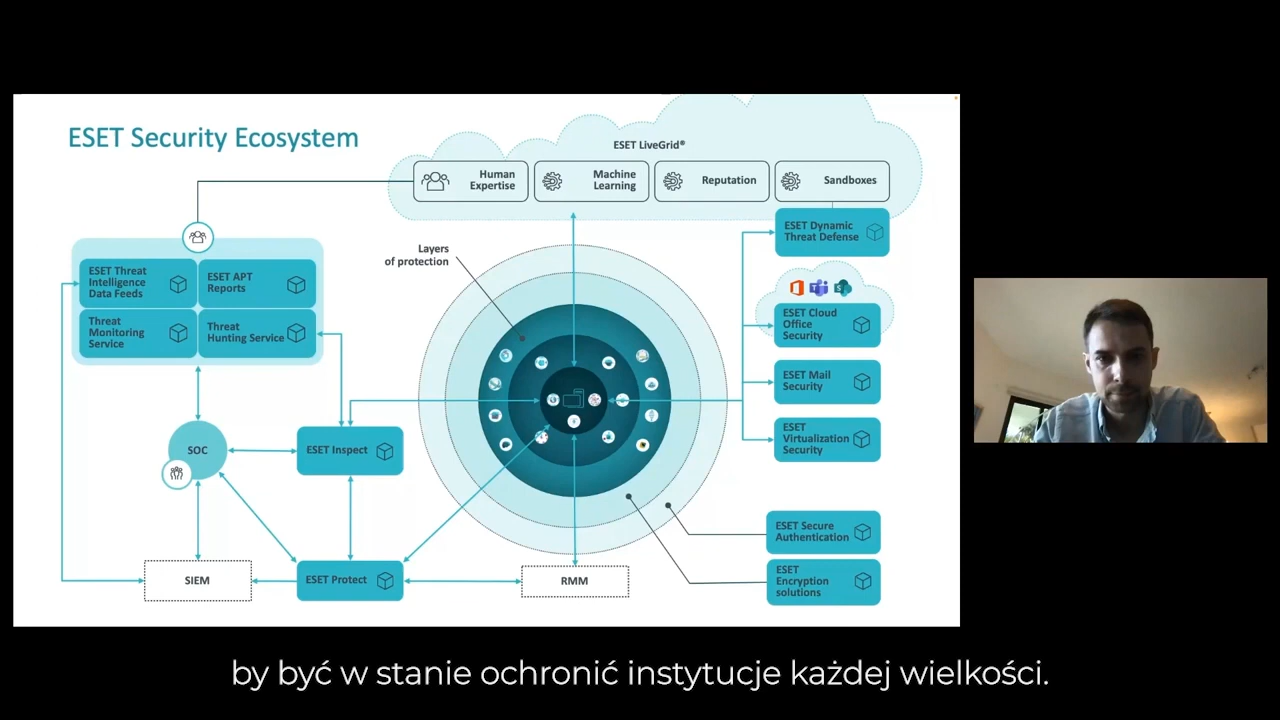 ESET Security Ecosystem
ESET LiveGrid®
Human
Expertise
Machine
Learning
Reputation
Sandboxes
Layers
of protection
ESET Threat
Intelligence
Data Feeds
ESET APT
Reports
Threat
Monitoring
Service
Threat
Hunting Service
ESET Dynamic
Threat Defense
ESET Cloud
Office
Security
ESET Mail
Security
ESET
Virtualization
Security
SOC
ESET Inspect
ESET Secure
Authentication
ESET
Encryption
solutions
SIEM
ESET Protect
RMM
by być w stanie ochronić instytucje każdej wielkości.